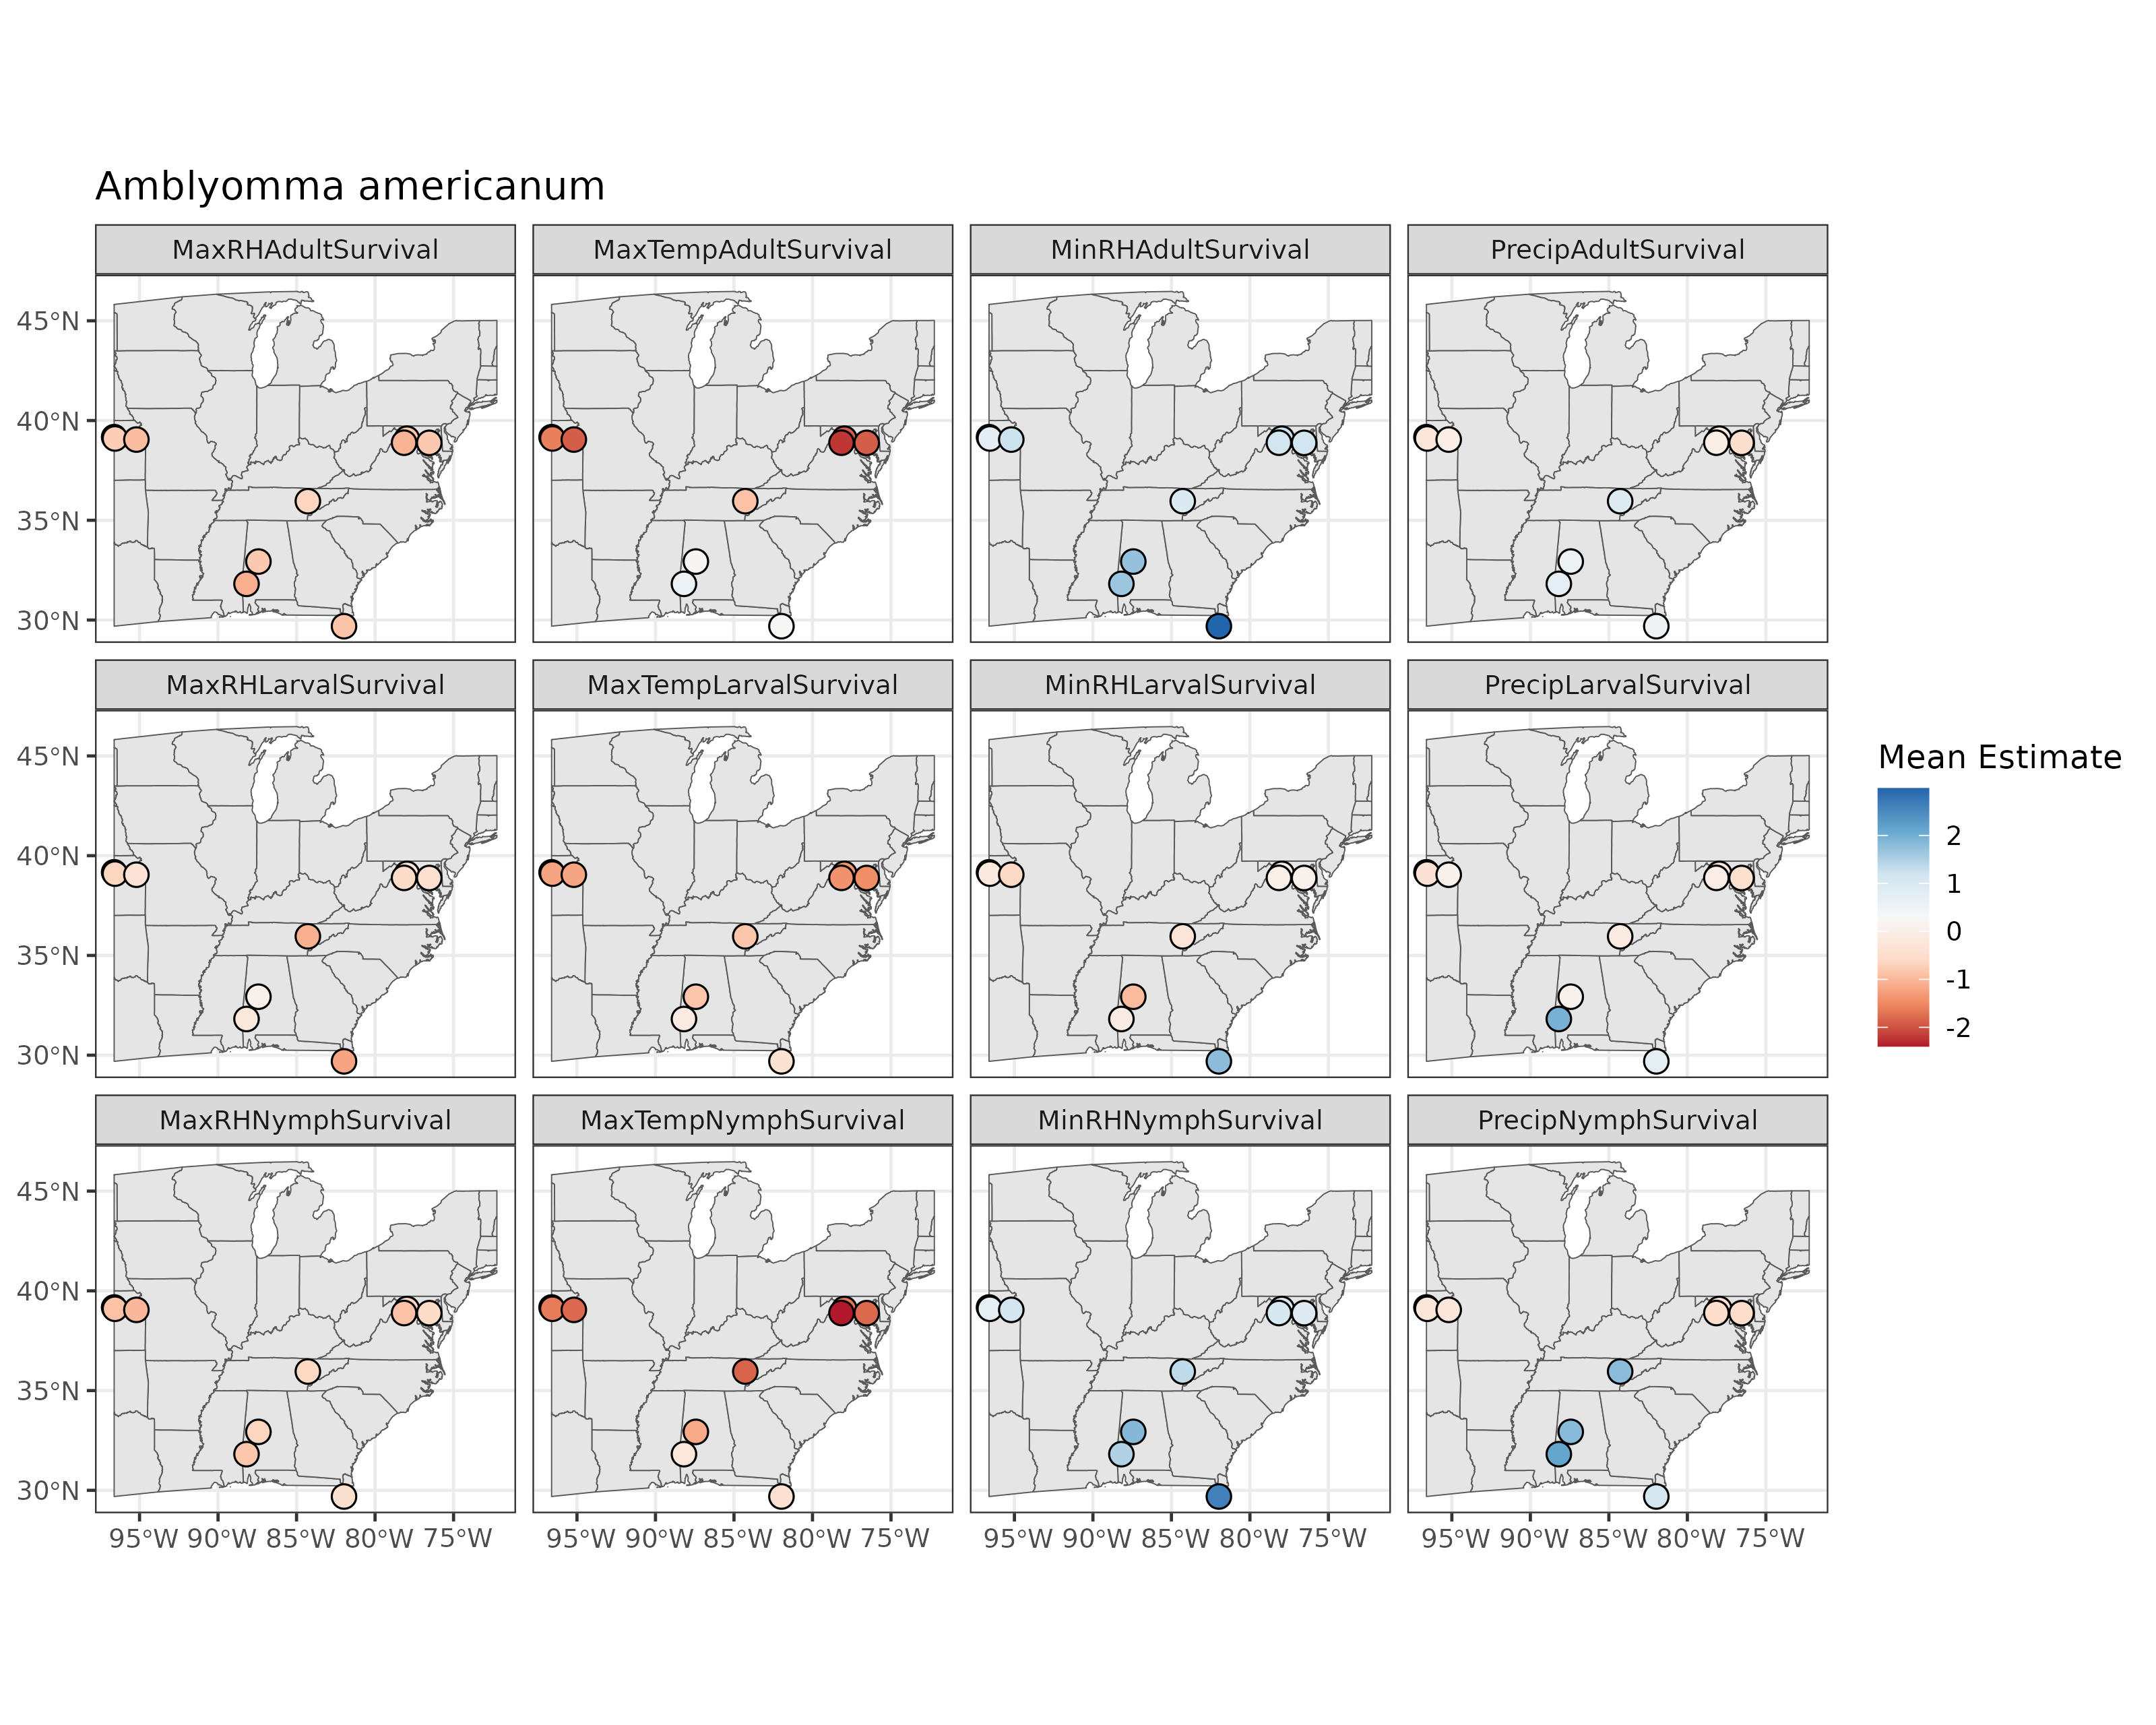 Amblyomma americanum
MaxRHAdultSurvival MaxTempAdultSurvival MinRHAdultSurvival PrecipAdultSurvival
45°N
40°N
35°N
30°N
MaxRHLarvalSurvival MaxTempLarvalSurvival MinRHLarvalSurvival PrecipLarvalSurvival
45°N
40°N
35°N
30°N
MaxRHNymphSurvival MaxTempNymphSurvival MinRHNymphSurvival PrecipNymphSurvival
45°N
40°N
35°N
30°N
95°W 90°W 85°W 80°W 75°W 95°W 90°W 85°W 80°W 75°W 95°W 90°W 85°W 80°W 75°W 95°W 90°W 85°W 80°W 75°W
Mean Estimate
2
1
0
-1
-2